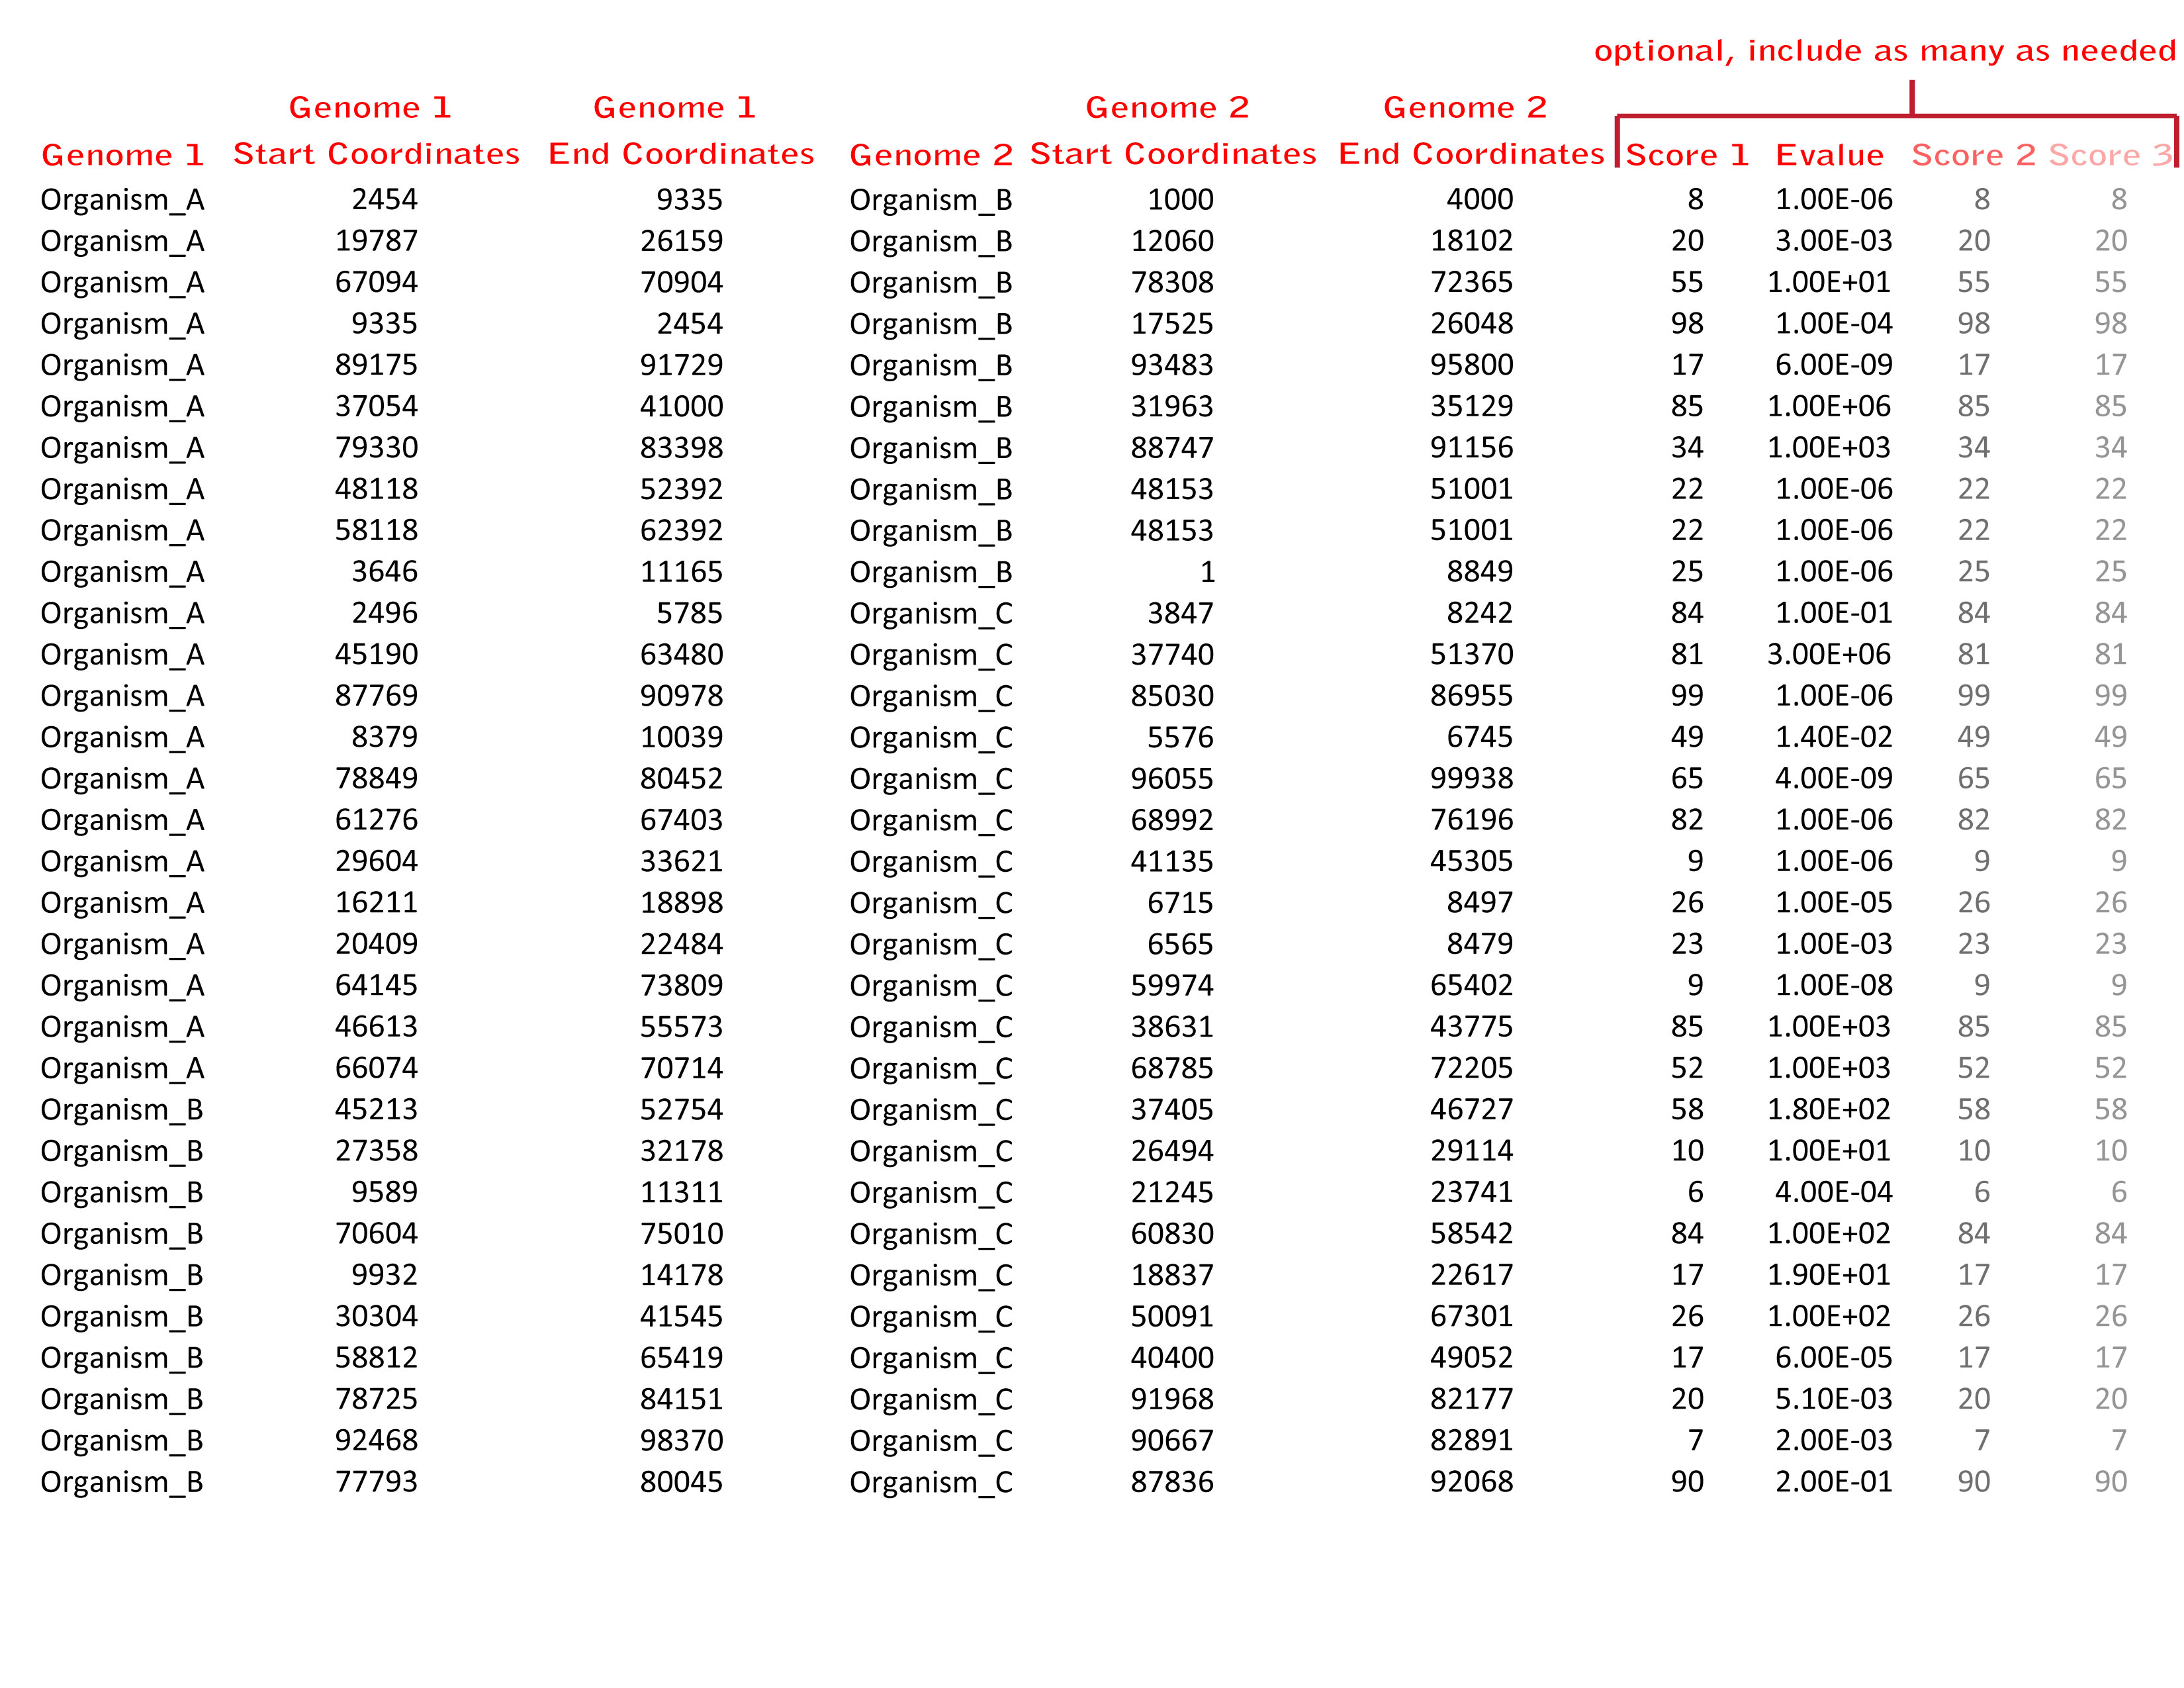 optional, include as many as needed
Genome 1 Genome 1 Genome 2 Genome 2
Genome 1 Start Coordinates End Coordinates Genome 2 Start Coordinates End Coordinates Score 1 Evalue Score 2 Score 3
Organism_A 2454 9335 Organism_B 1000 4000 8 1.00E-06 8 8
Organism_A 19787 26159 Organism_B 12060 18102 20 3.00E-03 20 20
Organism_A 67094 70904 Organism_B 78308 72365 55 1.00E+01 55 55
Organism_A 9335 2454 Organism_B 17525 26048 98 1.00E-04 98 98
Organism_A 89175 91729 Organism_B 93483 95800 17 6.00E-09 17 17
Organism_A 37054 41000 Organism_B 31963 35129 85 1.00E+06 85 85
Organism_A 79330 83398 Organism_B 88747 91156 34 1.00E+03 34 34
Organism_A 48118 52392 Organism_B 48153 51001 22 1.00E-06 22 22
Organism_A 58118 62392 Organism_B 48153 51001 22 1.00E-06 22 22
Organism_A 3646 11165 Organism_B 1 8849 25 1.00E-06 25 25
Organism_A 2496 5785 Organism_C 3847 8242 84 1.00E-01 84 84
Organism_A 45190 63480 Organism_C 37740 51370 81 3.00E+06 81 81
Organism_A 87769 90978 Organism_C 85030 86955 99 1.00E-06 99 99
Organism_A 8379 10039 Organism_C 5576 6745 49 1.40E-02 49 49
Organism_A 78849 80452 Organism_C 96055 99938 65 4.00E-09 65 65
Organism_A 61276 67403 Organism_C 68992 76196 82 1.00E-06 82 82
Organism_A 29604 33621 Organism_C 41135 45305 9 1.00E-06 9 9
Organism_A 16211 18898 Organism_C 6715 8497 26 1.00E-05 26 26
Organism_A 20409 22484 Organism_C 6565 8479 23 1.00E-03 23 23
Organism_A 64145 73809 Organism_C 59974 65402 9 1.00E-08 9 9
Organism_A 46613 55573 Organism_C 38631 43775 85 1.00E+03 85 85
Organism_A 66074 70714 Organism_C 68785 72205 52 1.00E+03 52 52
Organism_B 45213 52754 Organism_C 37405 46727 58 1.80E+02 58 58
Organism_B 27358 32178 Organism_C 26494 29114 10 1.00E+01 10 10
Organism_B 9589 11311 Organism_C 21245 23741 6 4.00E-04 6 6
Organism_B 70604 75010 Organism_C 60830 58542 84 1.00E+02 84 84
Organism_B 9932 14178 Organism_C 18837 22617 17 1.90E+01 17 17
Organism_B 30304 41545 Organism_C 50091 67301 26 1.00E+02 26 26
Organism_B 58812 65419 Organism_C 40400 49052 17 6.00E-05 17 17
Organism_B 78725 84151 Organism_C 91968 82177 20 5.10E-03 20 20
Organism_B 92468 98370 Organism_C 90667 82891 7 2.00E-03 7 7
Organism_B 77793 80045 Organism_C 87836 92068 90 2.00E-01 90 90